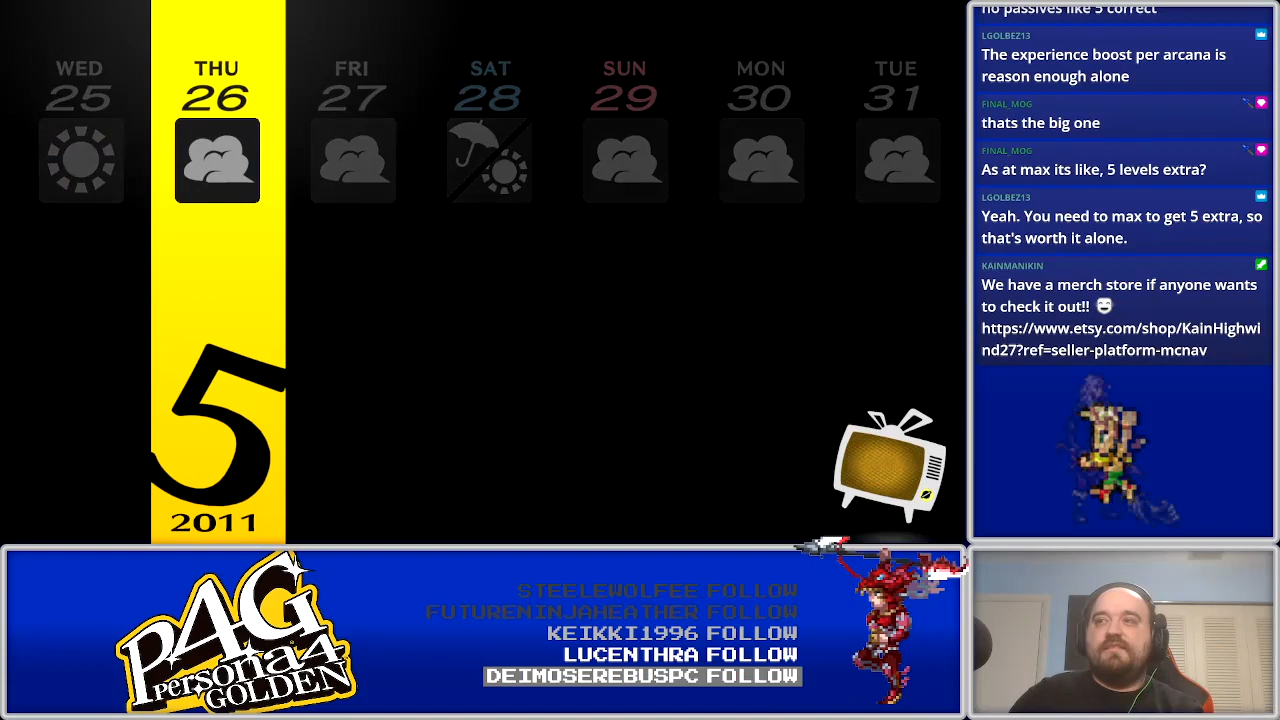 WED THU FRI SAT SUN MON TUE
25 26 27 28 29 30 31
5
2011
P4G
Persona4
GOLDEN
STEELEWOLFEE FOLLOW
FUTURENINJAHEATHER FOLLOW
KEIKKI1996 FOLLOW
LUCENTHRA FOLLOW
DEIMOSEREBUSPC FOLLOW
no passives like 5 correct
LGOLBEZ13
The experience boost per arcana is
reason enough alone
FINAL_MOG
thats the big one
FINAL_MOG
As at max its like, 5 levels extra?
LGOLBEZ13
Yeah. You need to max to get 5 extra, so
that's worth it alone.
KAINMANIKIN
We have a merch store if anyone wants
to check it out!!
https://www.etsy.com/shop/KainHighwi
nd27?ref=seller-platform-mcnav